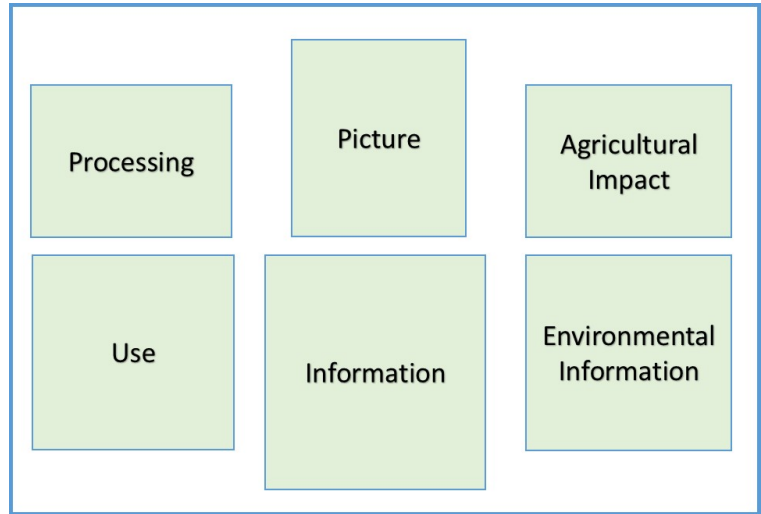 Processing
Picture
Agricultural
Impact
Use
Information
Environmental
Information